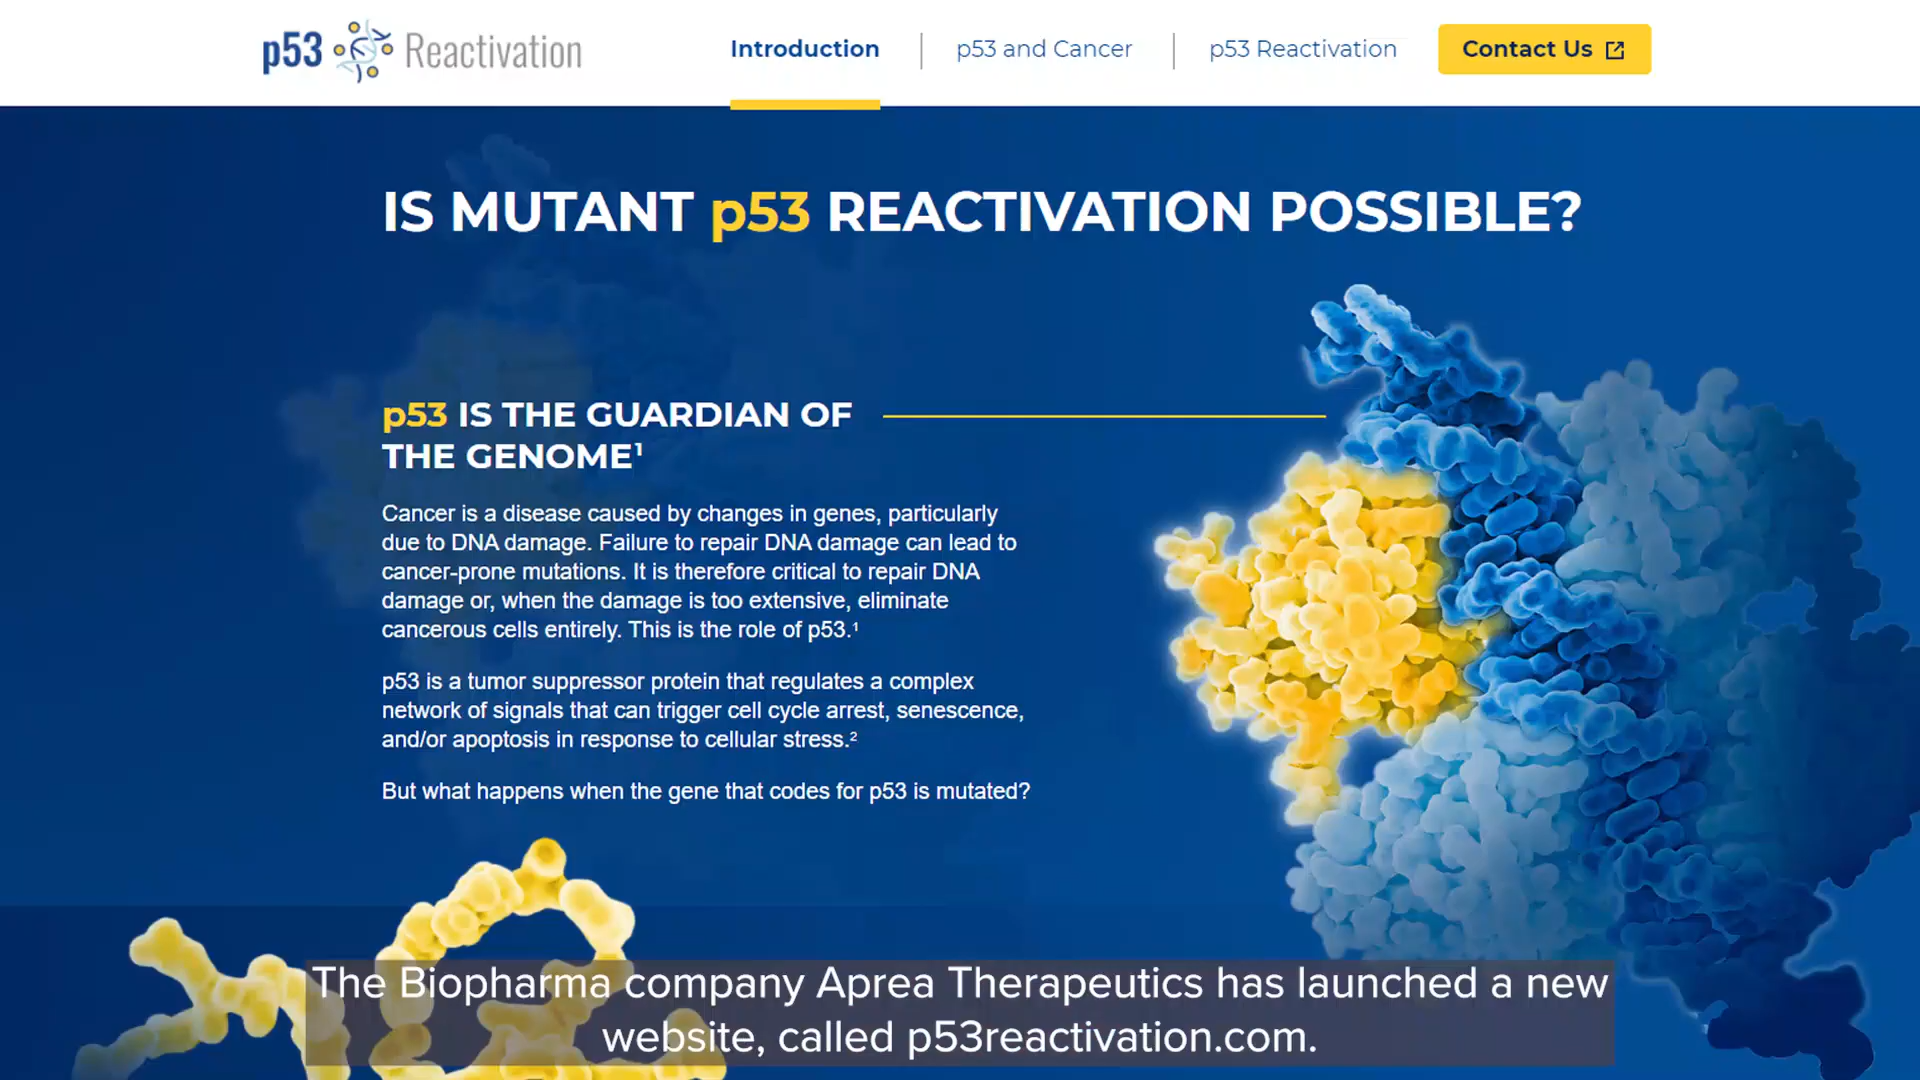 p53 Reactivation
Introduction
p53 and Cancer
p53 Reactivation
Contact Us
IS MUTANT p53 REACTIVATION POSSIBLE?
p53 IS THE GUARDIAN OF
THE GENOME¹
Cancer is a disease caused by changes in genes, particularly
due to DNA damage. Failure to repair DNA damage can lead to
cancer-prone mutations. It is therefore critical to repair DNA
damage or, when the damage is too extensive, eliminate
cancerous cells entirely. This is the role of p53.¹
p53 is a tumor suppressor protein that regulates a complex
network of signals that can trigger cell cycle arrest, senescence,
and/or apoptosis in response to cellular stress.²
But what happens when the gene that codes for p53 is mutated?
The Biopharma company Aprea Therapeutics has launched a new
website, called p53reactivation.com.